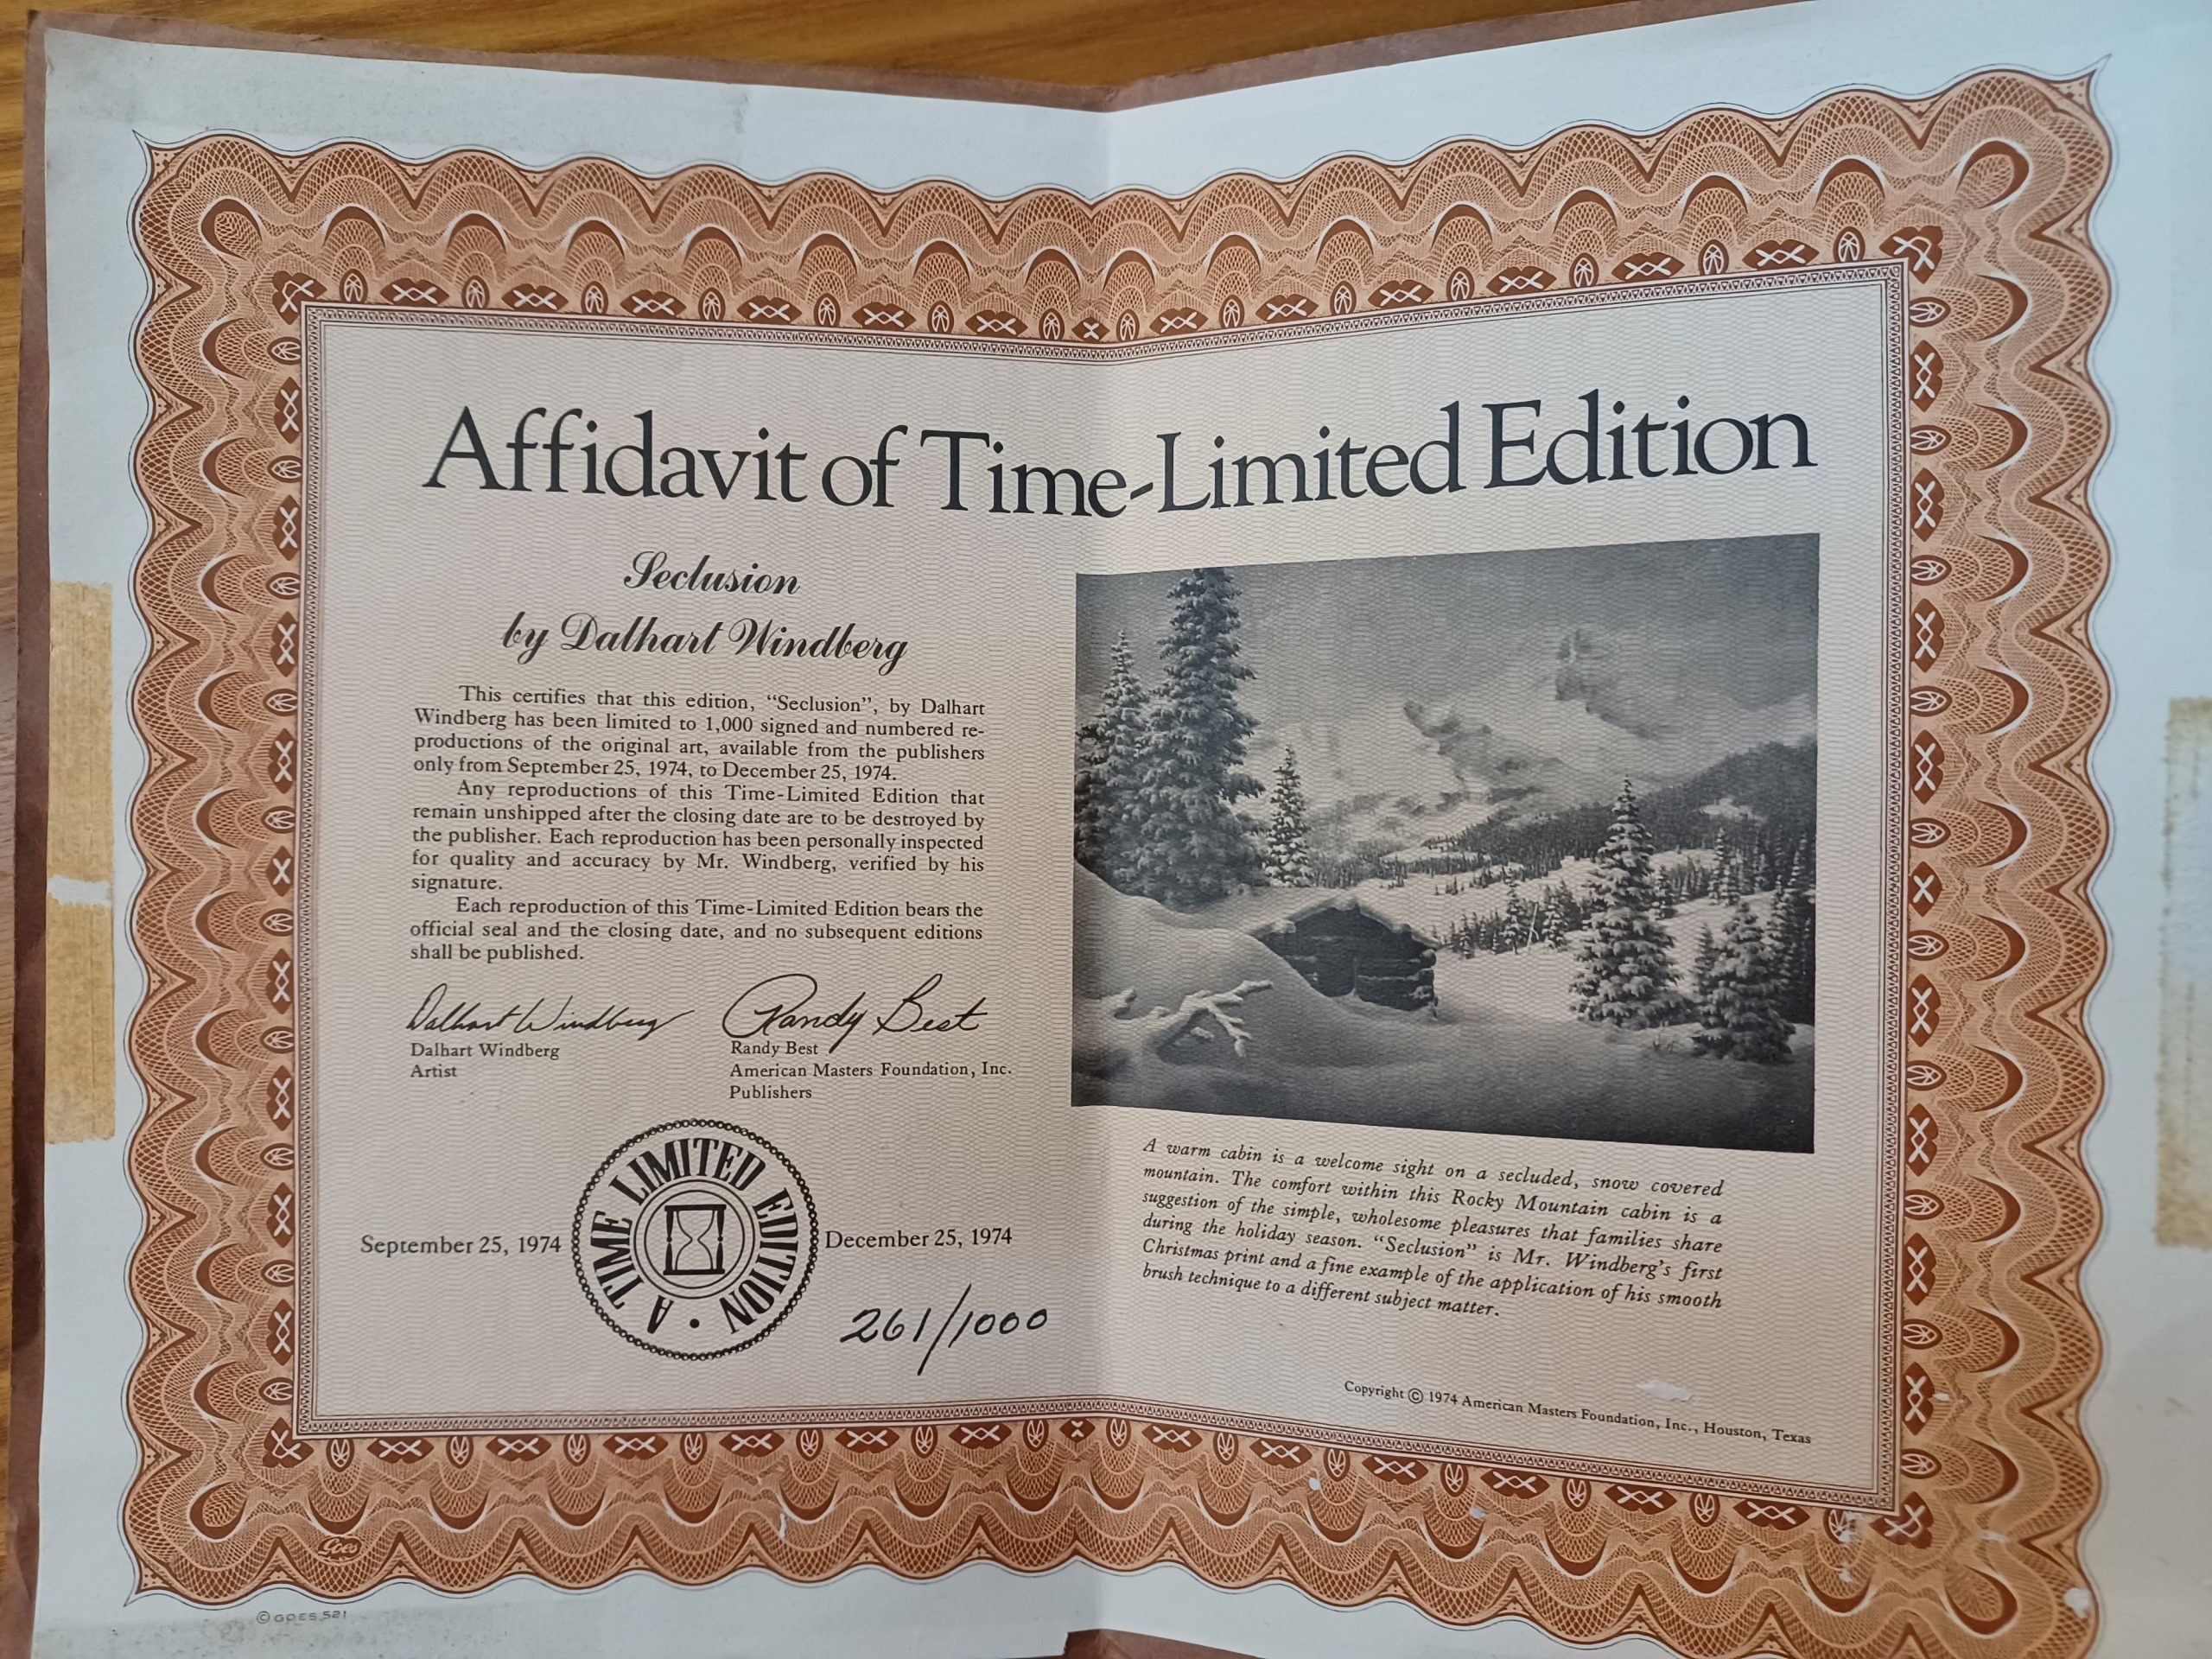 Affidavit of Time-Limited Edition
Seclusion
by Dalhart Windberg
This certifies that this edition, “Seclusion”, by Dalhart
Windberg has been limited to 1,000 signed and numbered re-
productions of the original art, available from the publishers
only from September 25, 1974, to December 25, 1974.
Any reproductions of this Time-Limited Edition that
remain unshipped after the closing date are to be destroyed by
the publisher. Each reproduction has been personally inspected
for quality and accuracy by Mr. Windberg, verified by his
signature.
Each reproduction of this Time-Limited Edition bears the
official seal and the closing date, and no subsequent editions
shall be published.
Dalhart Windberg
Randy Best
Dalhart Windberg
Artist
Randy Best
American Masters Foundation, Inc.
Publishers
September 25, 1974
A TIME LIMITED EDITION •
December 25, 1974
261/1000
A warm cabin is a welcome sight on a secluded, snow covered
mountain. The comfort within this Rocky Mountain cabin is a
suggestion of the simple, wholesome pleasures that families share
during the holiday season. “Seclusion” is Mr. Windberg’s first
Christmas print and a fine example of the application of his smooth
brush technique to a different subject matter.
Copyright © 1974 American Masters Foundation, Inc., Houston, Texas
Goes
© GOES 521